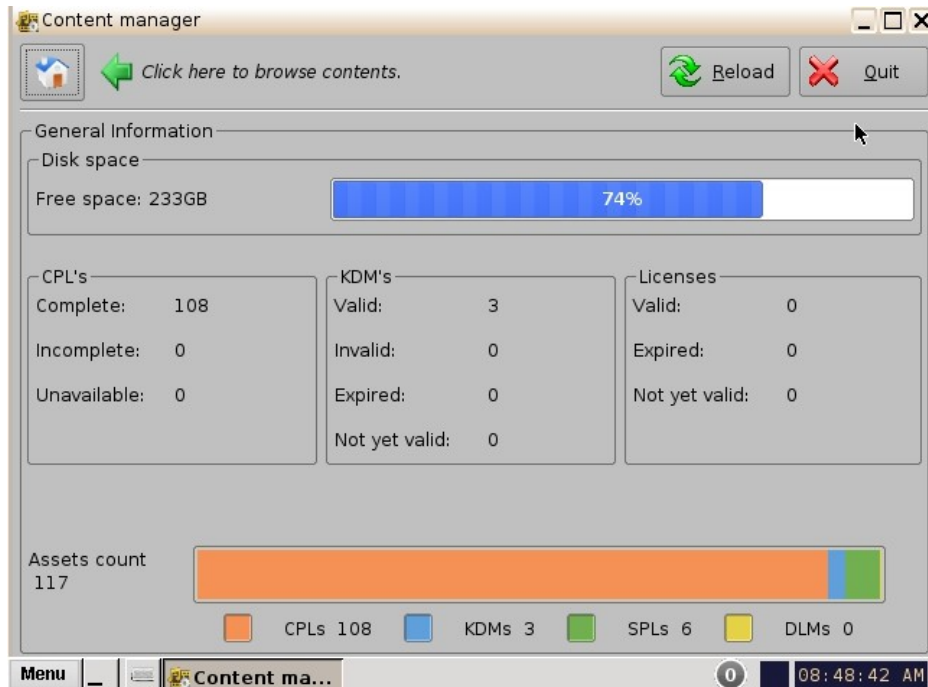 Content manager
Click here to browse contents.
Reload
Quit
General Information
Disk space
Free space: 233GB
74%
CPL's
Complete: 108
Incomplete: 0
Unavailable: 0
KDM's
Valid: 3
Invalid: 0
Expired: 0
Not yet valid: 0
Licenses
Valid: 0
Expired: 0
Not yet valid: 0
Assets count
117
CPLs 108
KDMs 3
SPLs 6
DLMs 0
Menu
Content ma...
0
08:48:42 AM